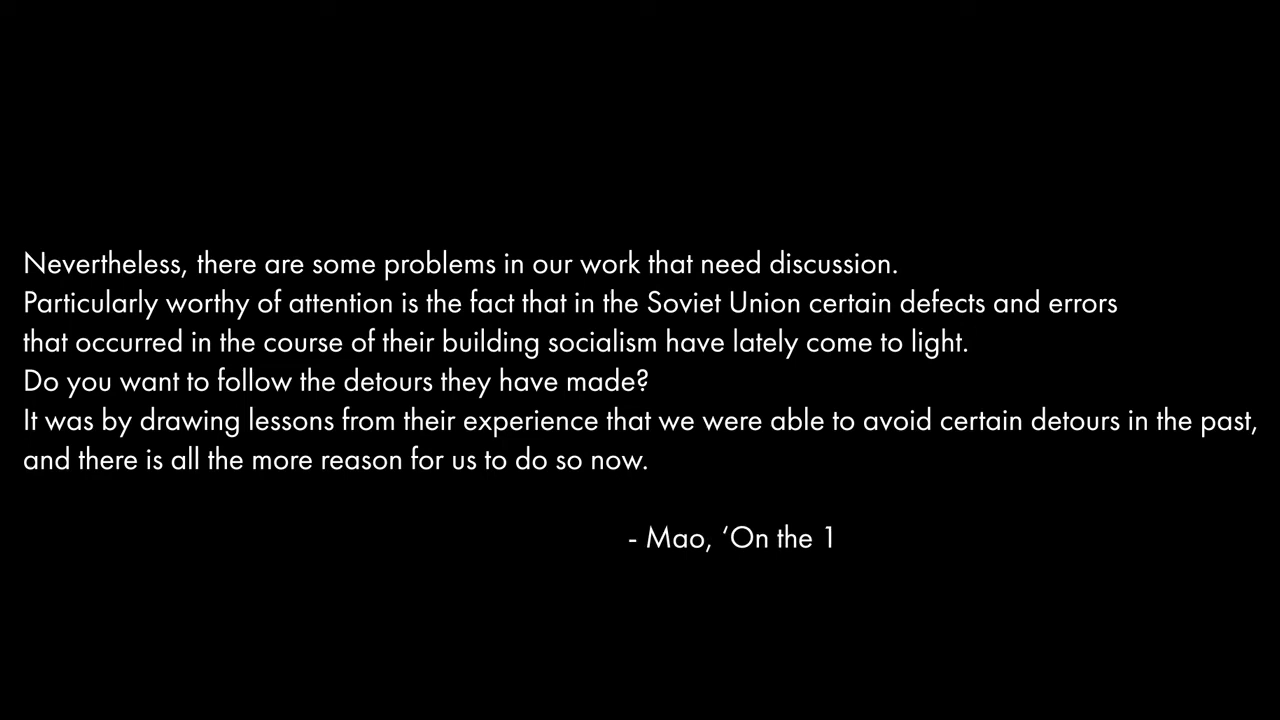 Nevertheless, there are some problems in our work that need discussion.
Particularly worthy of attention is the fact that in the Soviet Union certain defects and errors
that occurred in the course of their building socialism have lately come to light.
Do you want to follow the detours they have made?
It was by drawing lessons from their experience that we were able to avoid certain detours in the past,
and there is all the more reason for us to do so now.
- Mao, ‘On the 1